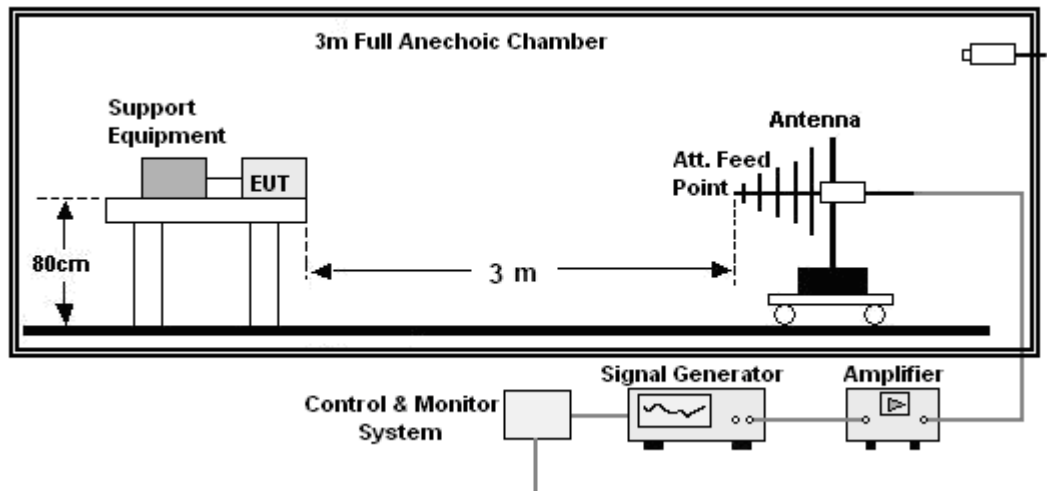 3m Full Anechoic Chamber
Support
Equipment
EUT
Antenna
Att. Feed
Point
80cm
3 m
Signal Generator
Amplifier
Control & Monitor
System